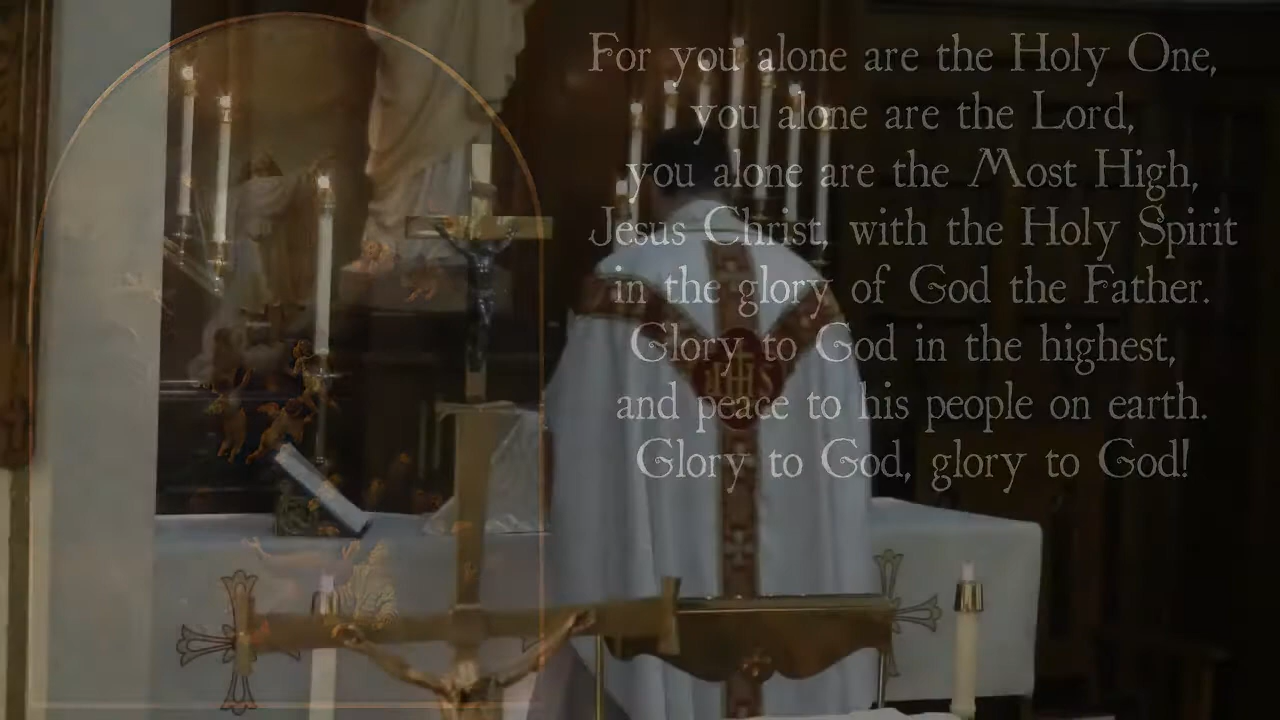 For you alone are the Holy One,
you alone are the Lord,
you alone are the Most High,
Jesus Christ, with the Holy Spirit
in the glory of God the Father.
Glory to God in the highest,
IHS
and peace to his people on earth.
Glory to God, glory to God!